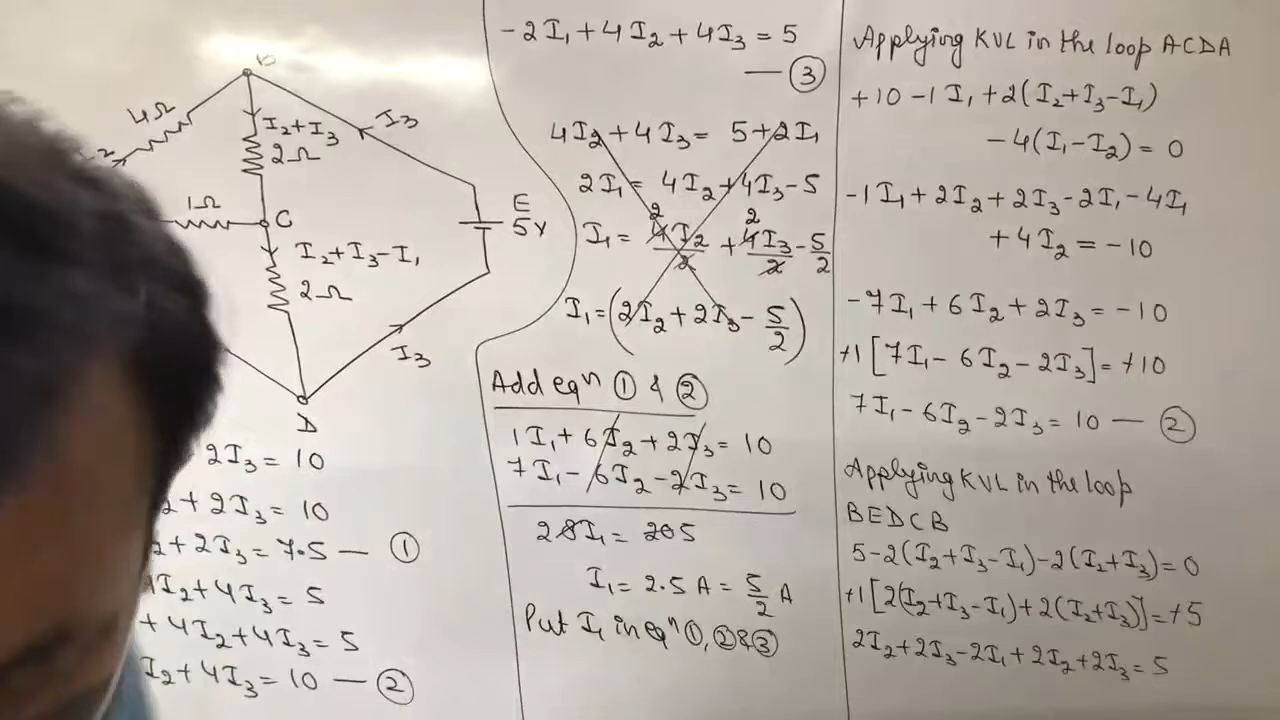 4Ω
I₂+I₃
2Ω
I₃
1Ω
C
E
5V
I₂+I₃-I₁
2Ω
I₃
D
2I₃ = 10
+ 2I₃ = 10
+ 2I₃ = 7.5 — ①
I₂ + 4I₃ = 5
+ 4I₂ + 4I₃ = 5
I₂ + 4I₃ = 10 — ②
-2I₁ + 4I₂ + 4I₃ = 5
— ③
4I₂ + 4I₃ = 5 + 2I₁
2I₁ = 4I₂ + 4I₃ - 5
I₁ = 4I₂/2 + 4I₃/2 - 5/2
2 2
I₁ = (2I₂ + 2I₃ - 5/2)
Add eqⁿ ① & ②
1I₁ + 6I₂ + 2I₃ = 10
7I₁ - 6I₂ - 2I₃ = 10
28I₁ = 205
I₁ = 2.5 A = 5/2 A
Put I₁ in eqⁿ ①, ② & ③
Applying KVL in the loop ACDA
+10 - 1I₁ + 2(I₂+I₃-I₁)
- 4(I₁-I₂) = 0
-1I₁ + 2I₂ + 2I₃ - 2I₁ - 4I₁
+ 4I₂ = -10
-7I₁ + 6I₂ + 2I₃ = -10
+1[7I₁ - 6I₂ - 2I₃] = +10
7I₁ - 6I₂ - 2I₃ = 10 — ②
Applying KVL in the loop
BEDCB
5 - 2(I₂+I₃-I₁) - 2(I₂+I₃) = 0
+1[2(I₂+I₃-I₁) + 2(I₂+I₃)] = +5
2I₂ + 2I₃ - 2I₁ + 2I₂ + 2I₃ = 5